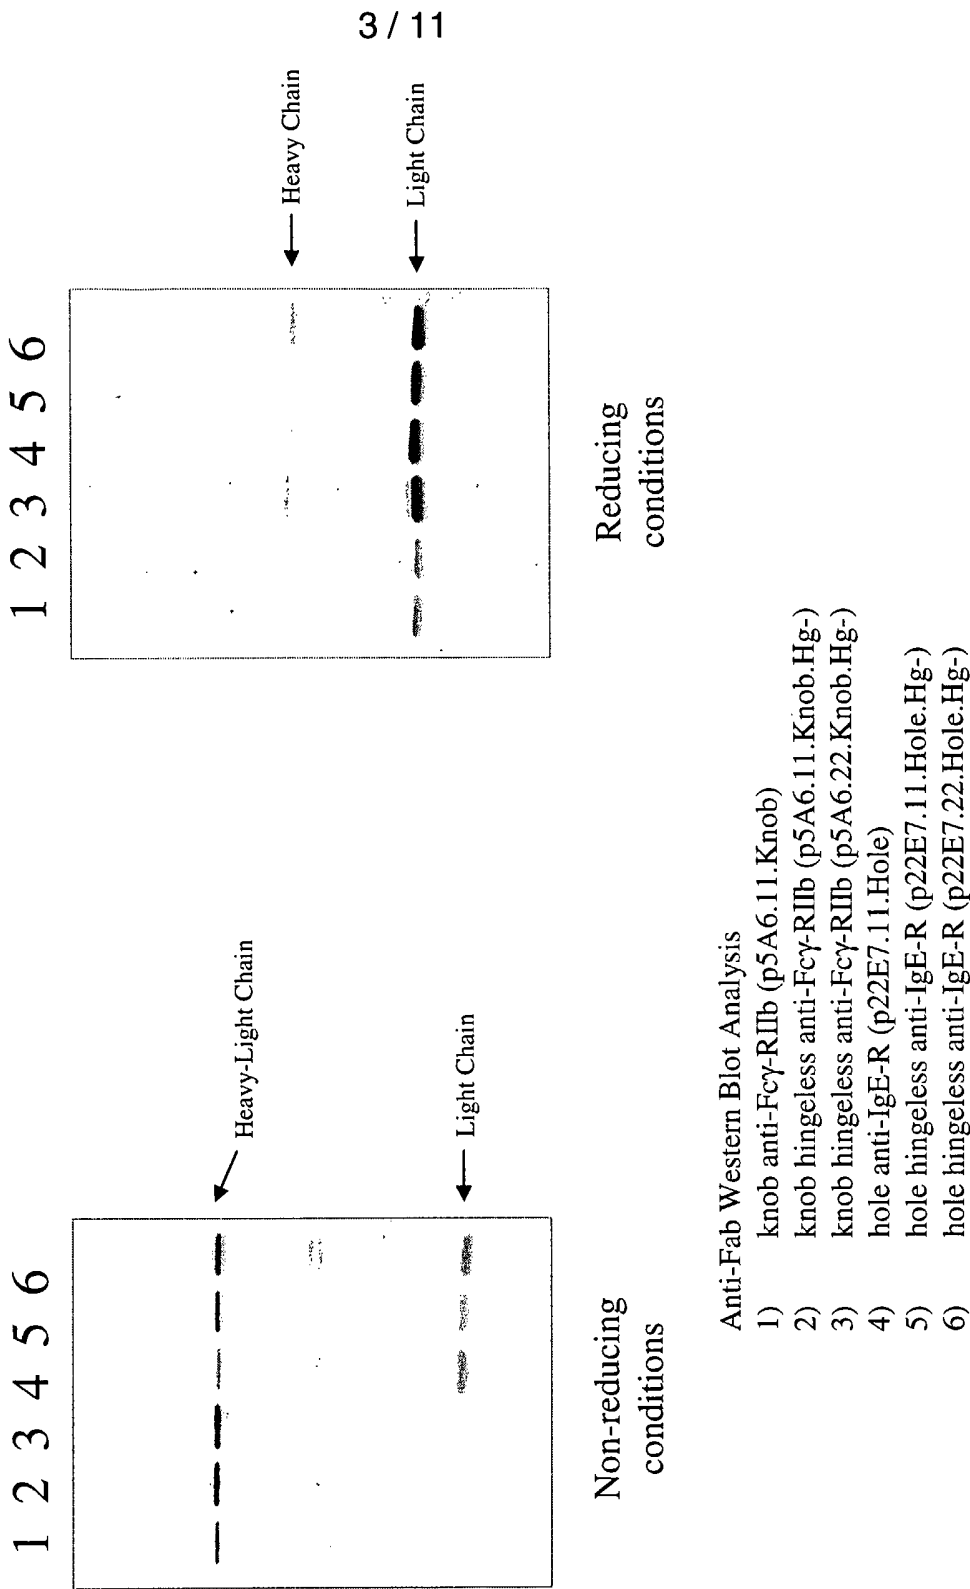 3 / 11
1 2 3 4 5 6
Heavy-Light Chain
Light Chain
Non-reducing
conditions
1 2 3 4 5 6
Heavy Chain
Light Chain
Reducing
conditions
Anti-Fab Western Blot Analysis
1) knob anti-Fcγ-RIIb (p5A6.11.Knob)
2) knob hingeless anti-Fcγ-RIIb (p5A6.11.Knob.Hg-)
3) knob hingeless anti-Fcγ-RIIb (p5A6.22.Knob.Hg-)
4) hole anti-IgE-R (p22E7.11.Hole)
5) hole hingeless anti-IgE-R (p22E7.11.Hole.Hg-)
6) hole hingeless anti-IgE-R (p22E7.22.Hole.Hg-)